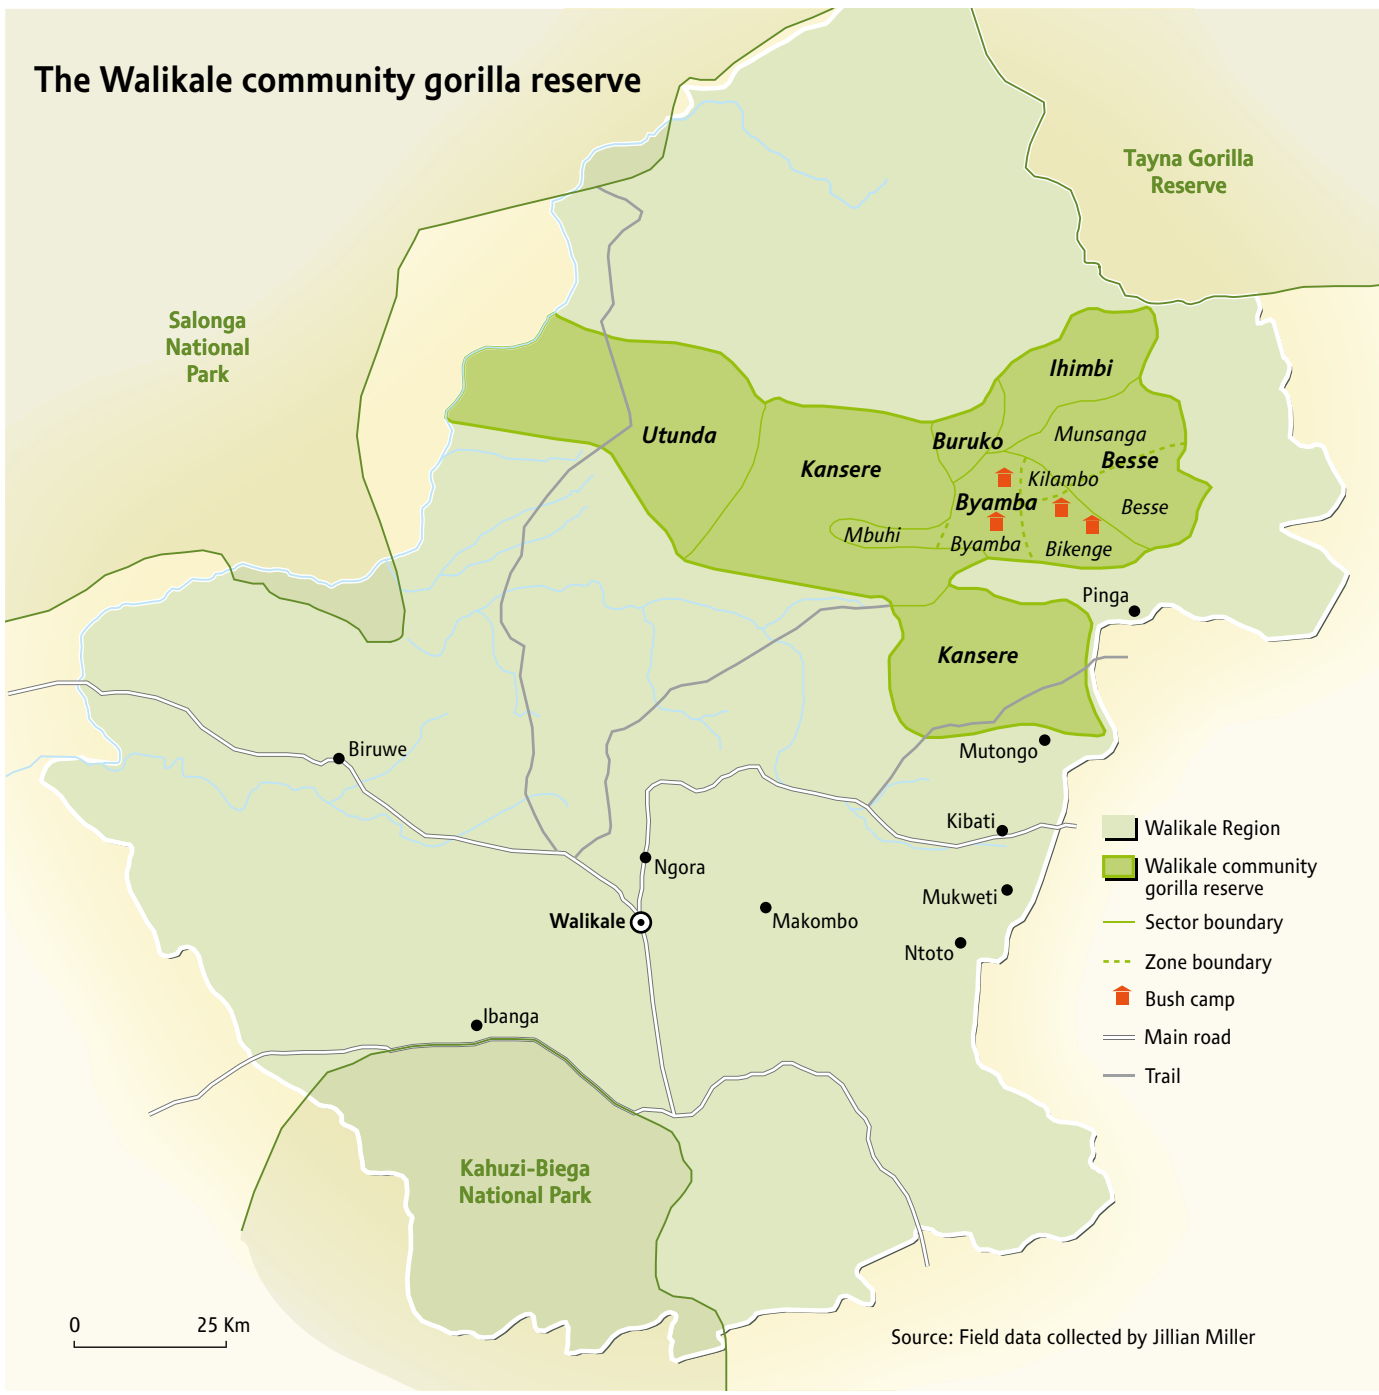 The Walikale community gorilla reserve
Tayna Gorilla
Reserve
Salonga
National
Park
Ihimbi
Utunda
Buruko
Munsanga
Besse
Kansere
Kilambo
Byamba
Besse
Mbuhi
Byamba
Bikenge
Pinga
Kansere
Biruwe
Mutongo
Kibati
Ngora
Mukweti
Walikale
Makombo
Ntoto
Ibanga
Walikale Region
Walikale community
gorilla reserve
Sector boundary
Zone boundary
Bush camp
Main road
Trail
Kahuzi-Biega
National Park
0 25 Km
Source: Field data collected by Jillian Miller